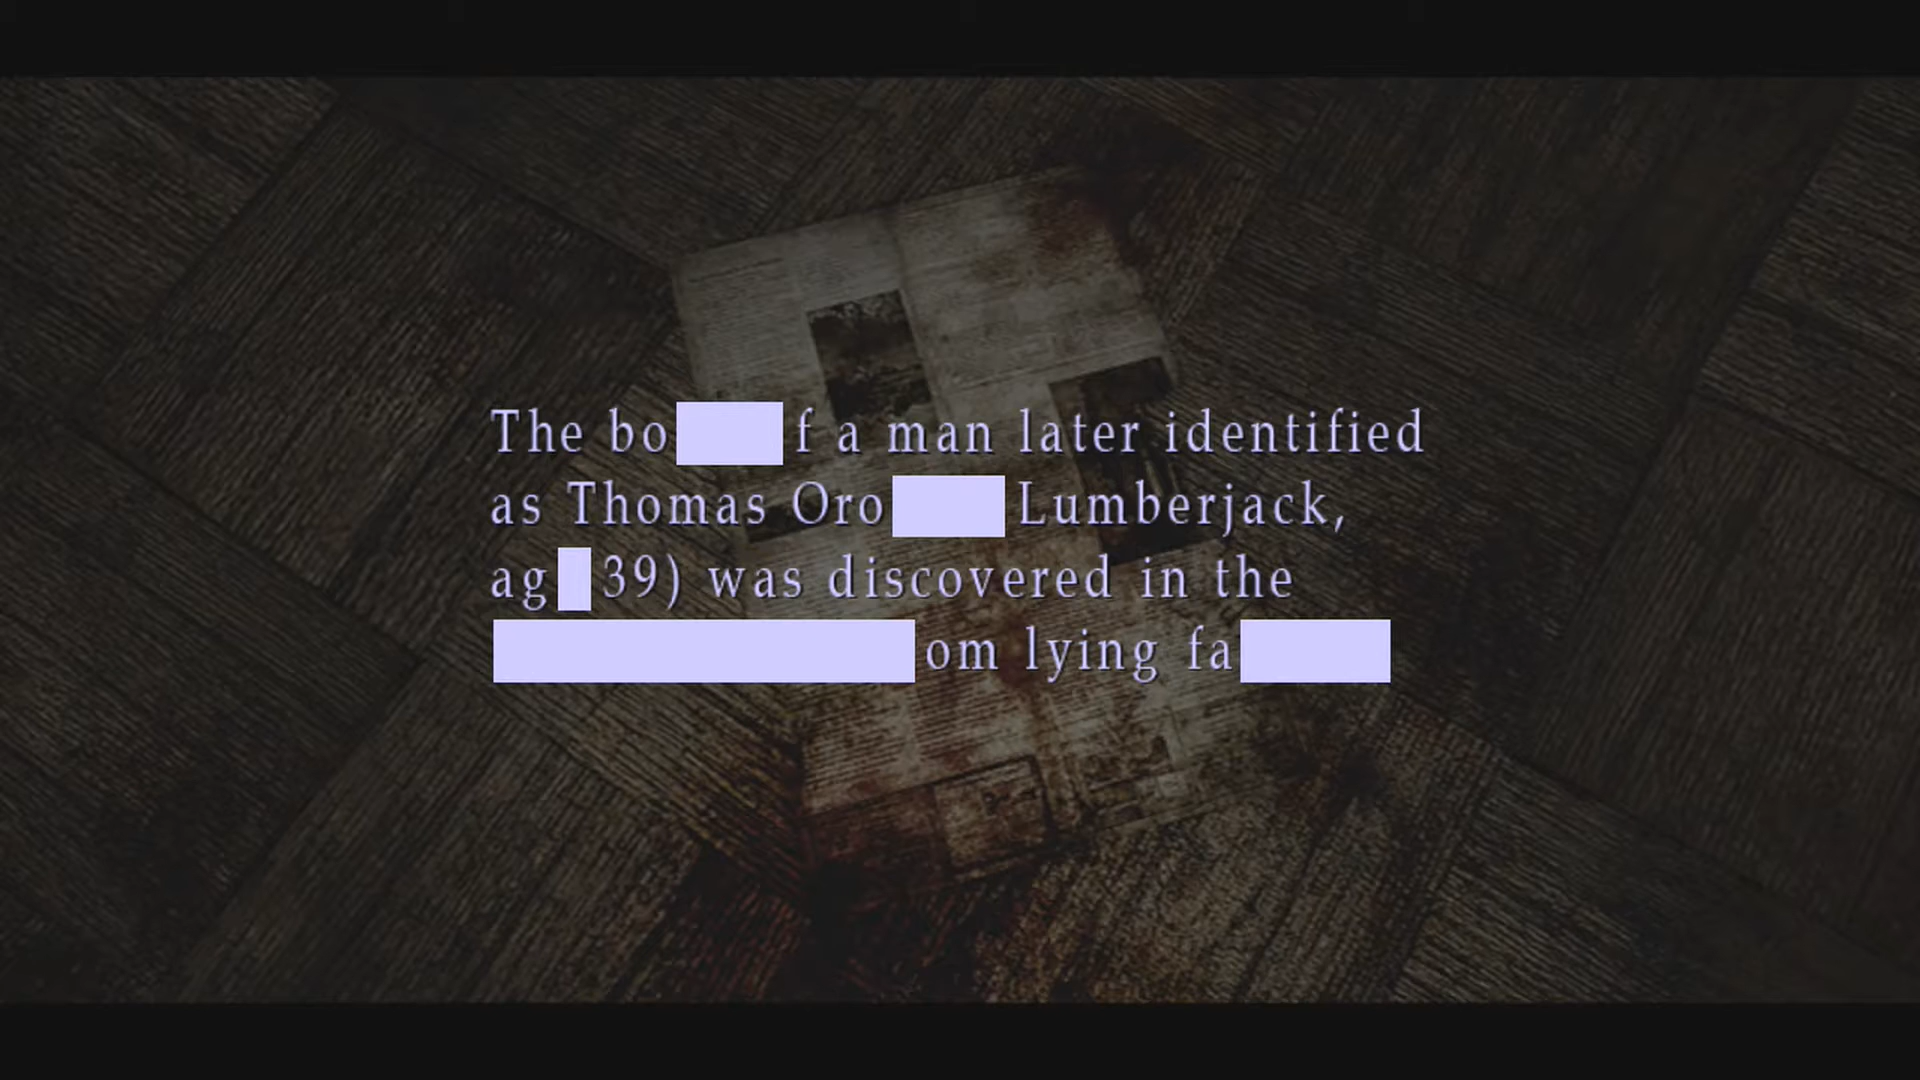 The bo f a man later identified
as Thomas Oro Lumberjack,
ag 39) was discovered in the
om lying fa